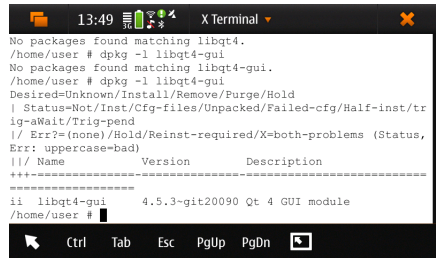 13:49 3G X Terminal
No packages found matching libqt4.
/home/user # dpkg -l libqt4-gui
No packages found matching libqt4-gui.
/home/user # dpkg -l libqt4-gui
Desired=Unknown/Install/Remove/Purge/Hold
| Status=Not/Inst/Cfg-files/Unpacked/Failed-cfg/Half-inst/tr
ig-aWait/Trig-pend
|/ Err?=(none)/Hold/Reinst-required/X=both-problems (Status,
Err: uppercase=bad)
||/ Name           Version        Description
+++-==============-==============-==========================
==================
ii  libqt4-gui     4.5.3~git20090 Qt 4 GUI module
/home/user #
Ctrl Tab Esc PgUp PgDn